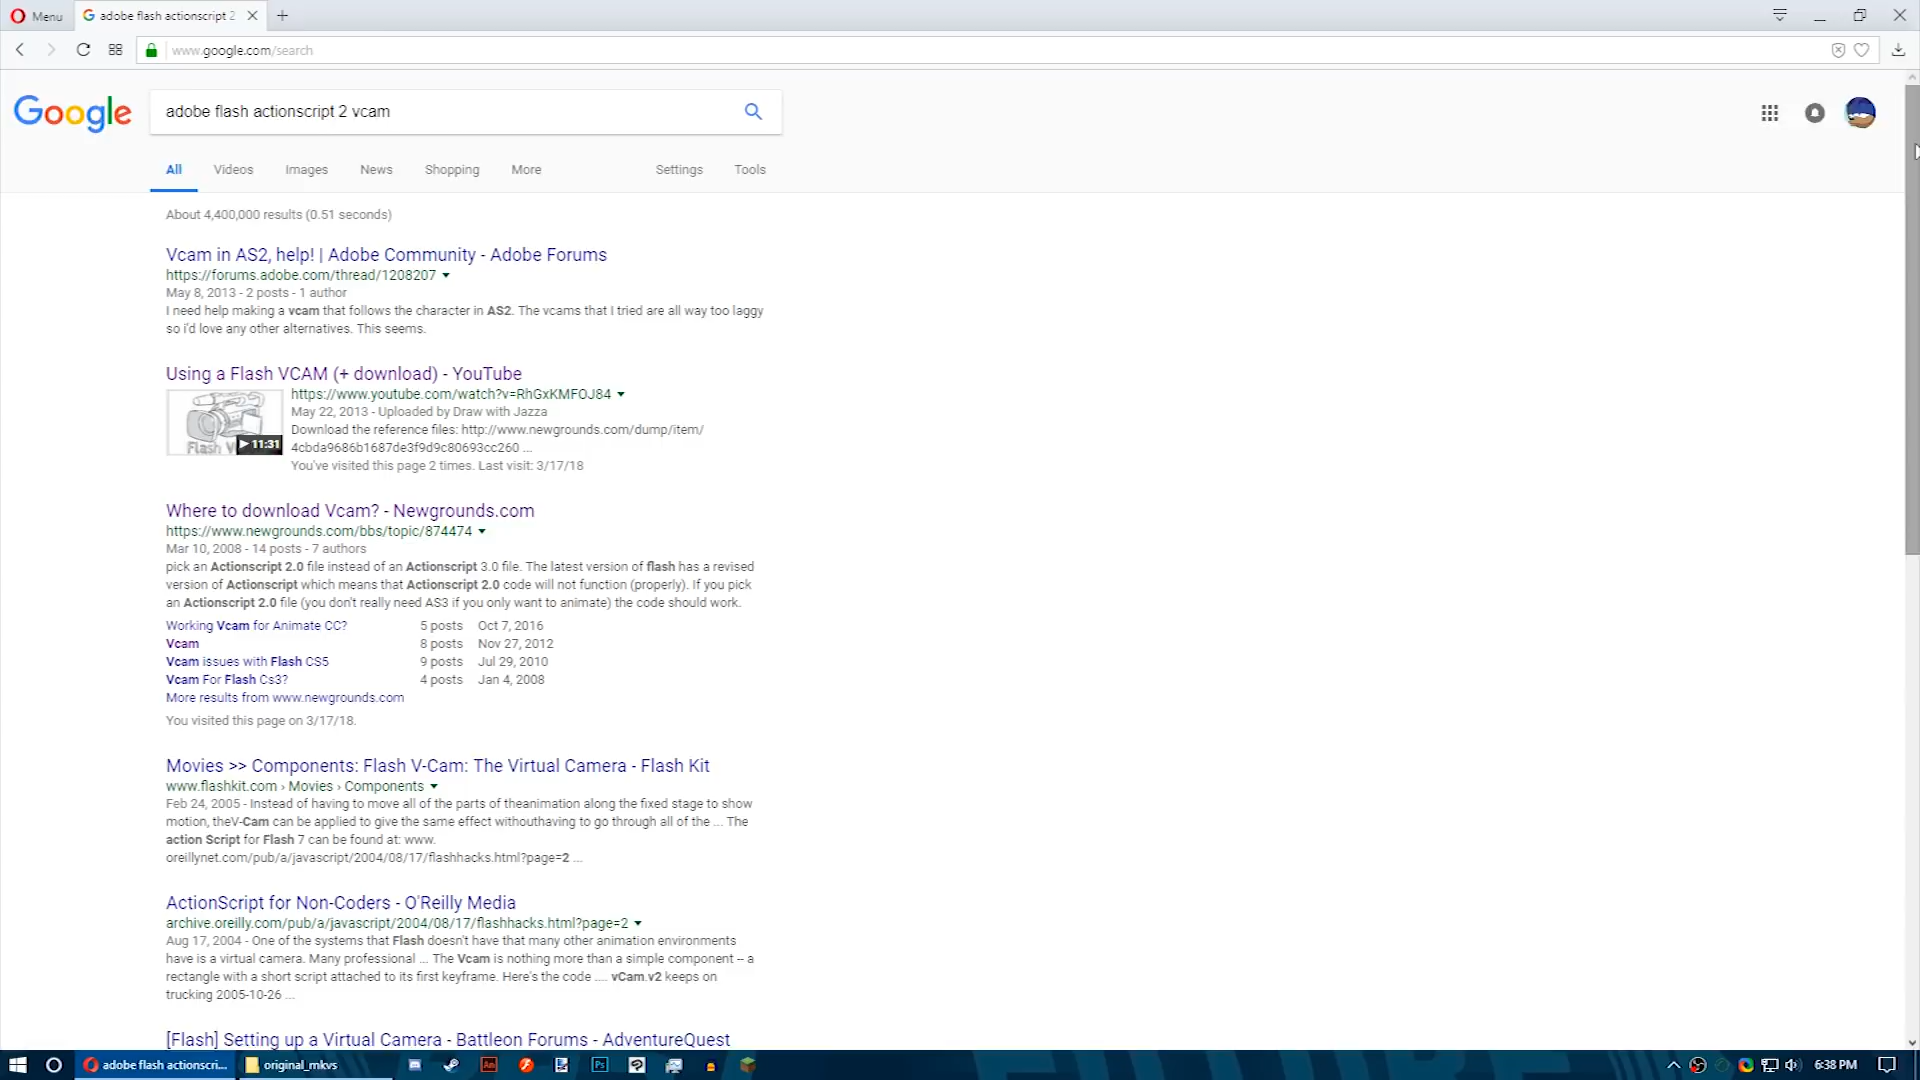 Menu
adobe flash actionscript 2
www.google.com/search
Google
adobe flash actionscript 2 vcam
All Videos Images News Shopping More Settings Tools
About 4,400,000 results (0.51 seconds)
Vcam in AS2, help! | Adobe Community - Adobe Forums
https://forums.adobe.com/thread/1208207
May 8, 2013 - 2 posts - 1 author
I need help making a vcam that follows the character in AS2. The vcams that I tried are all way too laggy
so i'd love any other alternatives. This seems.
Using a Flash VCAM (+ download) - YouTube
https://www.youtube.com/watch?v=RhGxKMFOJ84
May 22, 2013 - Uploaded by Draw with Jazza
Download the reference files: http://www.newgrounds.com/dump/item/
4cbda9686b1687de3f9d9c80693cc260 ...
11:31
You've visited this page 2 times. Last visit: 3/17/18
Where to download Vcam? - Newgrounds.com
https://www.newgrounds.com/bbs/topic/874474
Mar 10, 2008 - 14 posts - 7 authors
pick an Actionscript 2.0 file instead of an Actionscript 3.0 file. The latest version of flash has a revised
version of Actionscript which means that Actionscript 2.0 code will not function (properly). If you pick
an Actionscript 2.0 file (you don't really need AS3 if you only want to animate) the code should work.
Working Vcam for Animate CC? 5 posts Oct 7, 2016
Vcam 8 posts Nov 27, 2012
Vcam issues with Flash CS5 9 posts Jul 29, 2010
Vcam For Flash Cs3? 4 posts Jan 4, 2008
More results from www.newgrounds.com
You visited this page on 3/17/18.
Movies >> Components: Flash V-Cam: The Virtual Camera - Flash Kit
www.flashkit.com › Movies › Components
Feb 24, 2005 - Instead of having to move all of the parts of theanimation along the fixed stage to show
motion, theV-Cam can be applied to give the same effect withouthaving to go through all of the ... The
action Script for Flash 7 can be found at: www.
oreillynet.com/pub/a/javascript/2004/08/17/flashhacks.html?page=2 ...
ActionScript for Non-Coders - O'Reilly Media
archive.oreilly.com/pub/a/javascript/2004/08/17/flashhacks.html?page=2
Aug 17, 2004 - One of the systems that Flash doesn't have that many other animation environments
have is a virtual camera. Many professional ... The Vcam is nothing more than a simple component -- a
rectangle with a short script attached to its first keyframe. Here's the code .... vCam.v2 keeps on
trucking 2005-10-26 ...
[Flash] Setting up a Virtual Camera - Battleon Forums - AdventureQuest
adobe flash actionscri...
original_mkvs
An
Ps
6:38 PM